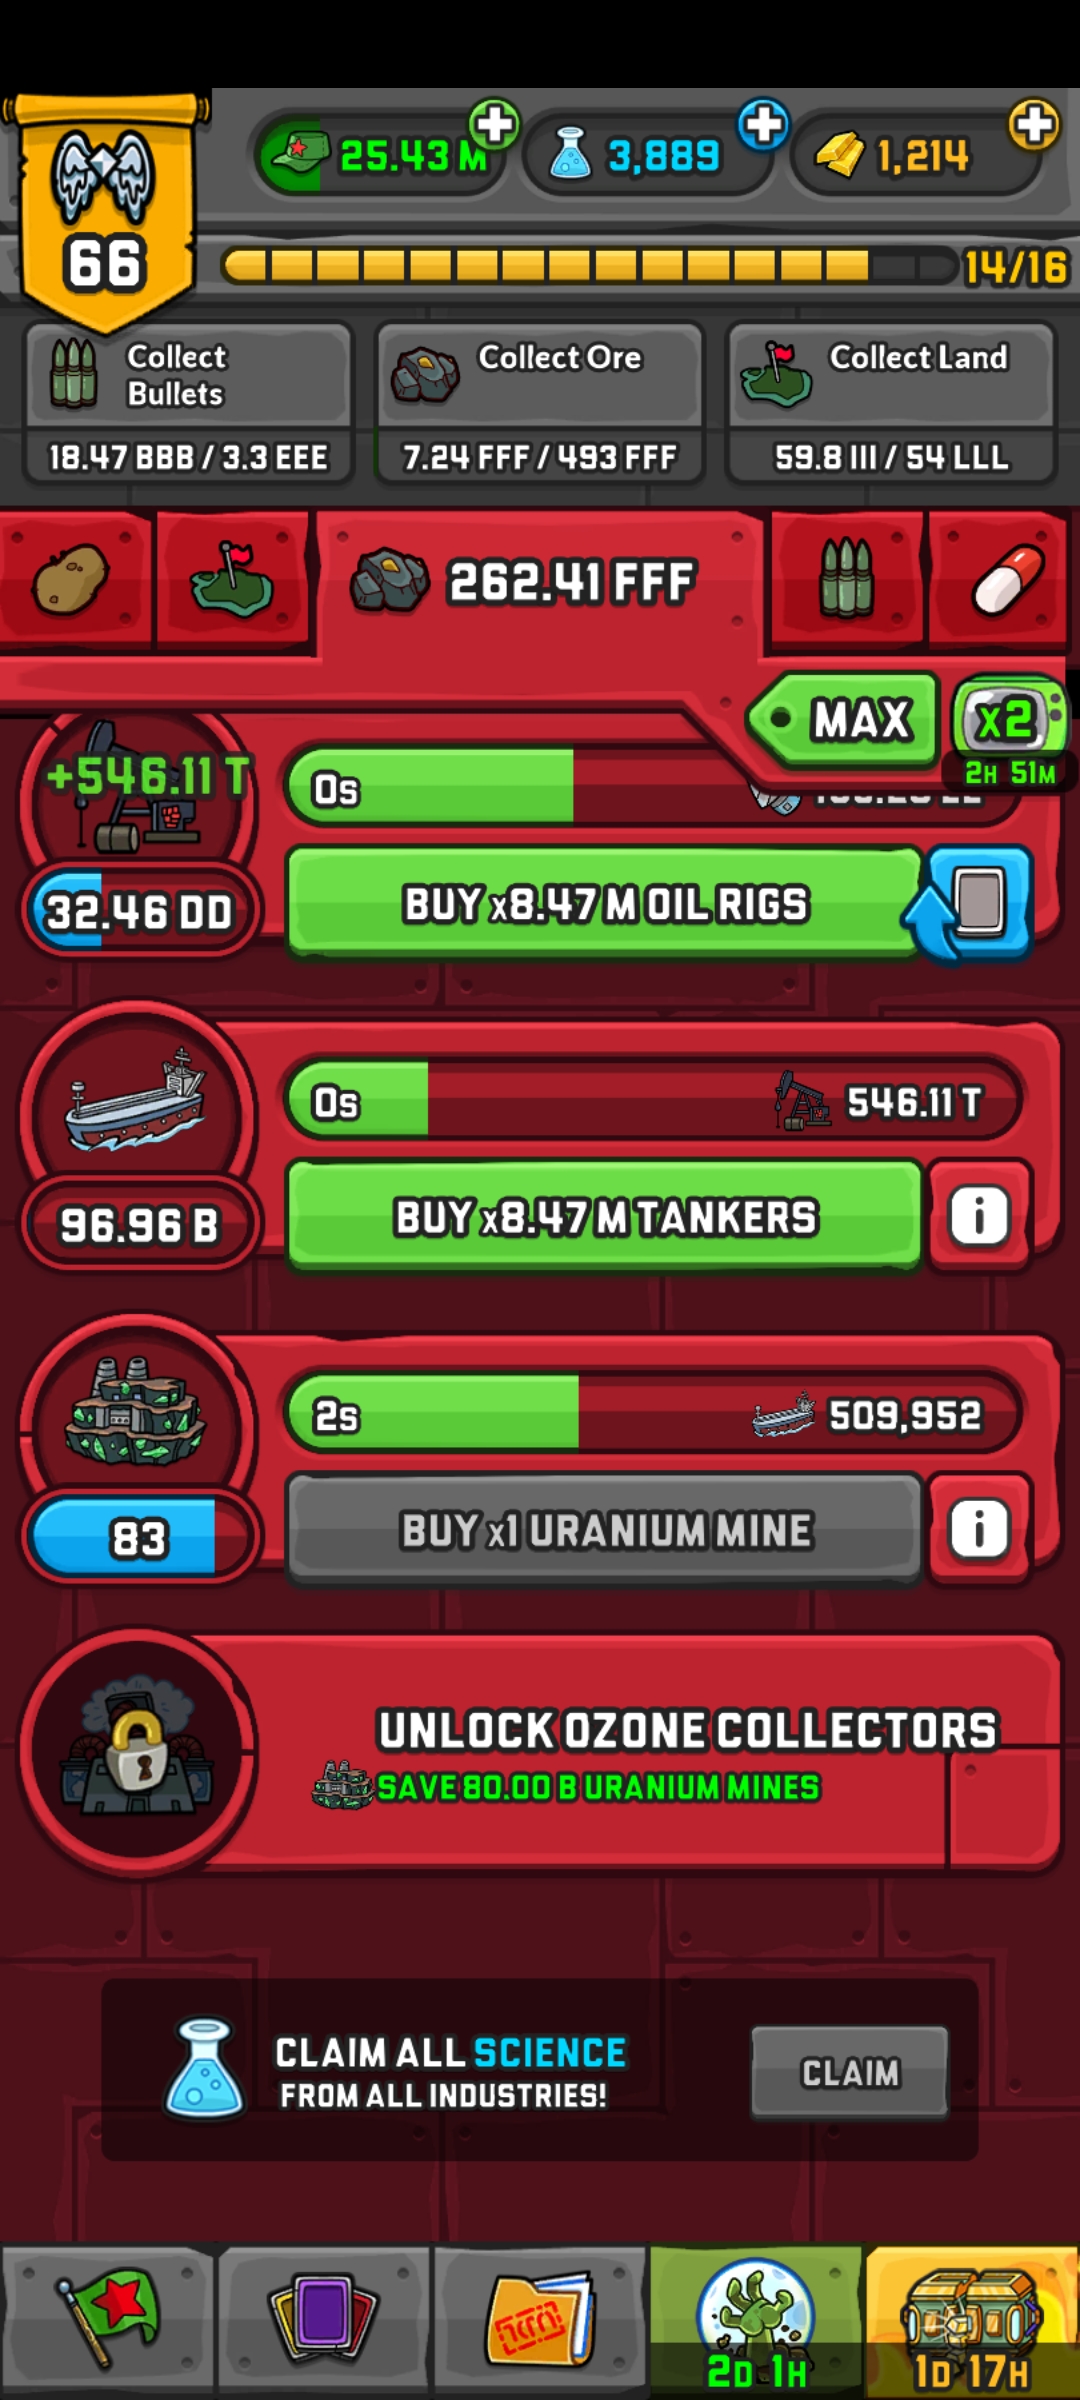 25.43 M
3,889
1,214
66
14/16
Collect
Bullets
18.47 BBB / 3.3 EEE
Collect Ore
7.24 FFF / 493 FFF
Collect Land
59.8 III / 54 LLL
262.41 FFF
MAX
x2
2H 51M
+546.11 T
0s
32.46 DD
BUY x8.47 M OIL RIGS
0s
546.11 T
96.96 B
BUY x8.47 M TANKERS
i
2s
509,952
83
BUY x1 URANIUM MINE
i
UNLOCK OZONE COLLECTORS
SAVE 80.00 B URANIUM MINES
CLAIM ALL SCIENCE
FROM ALL INDUSTRIES!
CLAIM
2D 1H
1D 17H